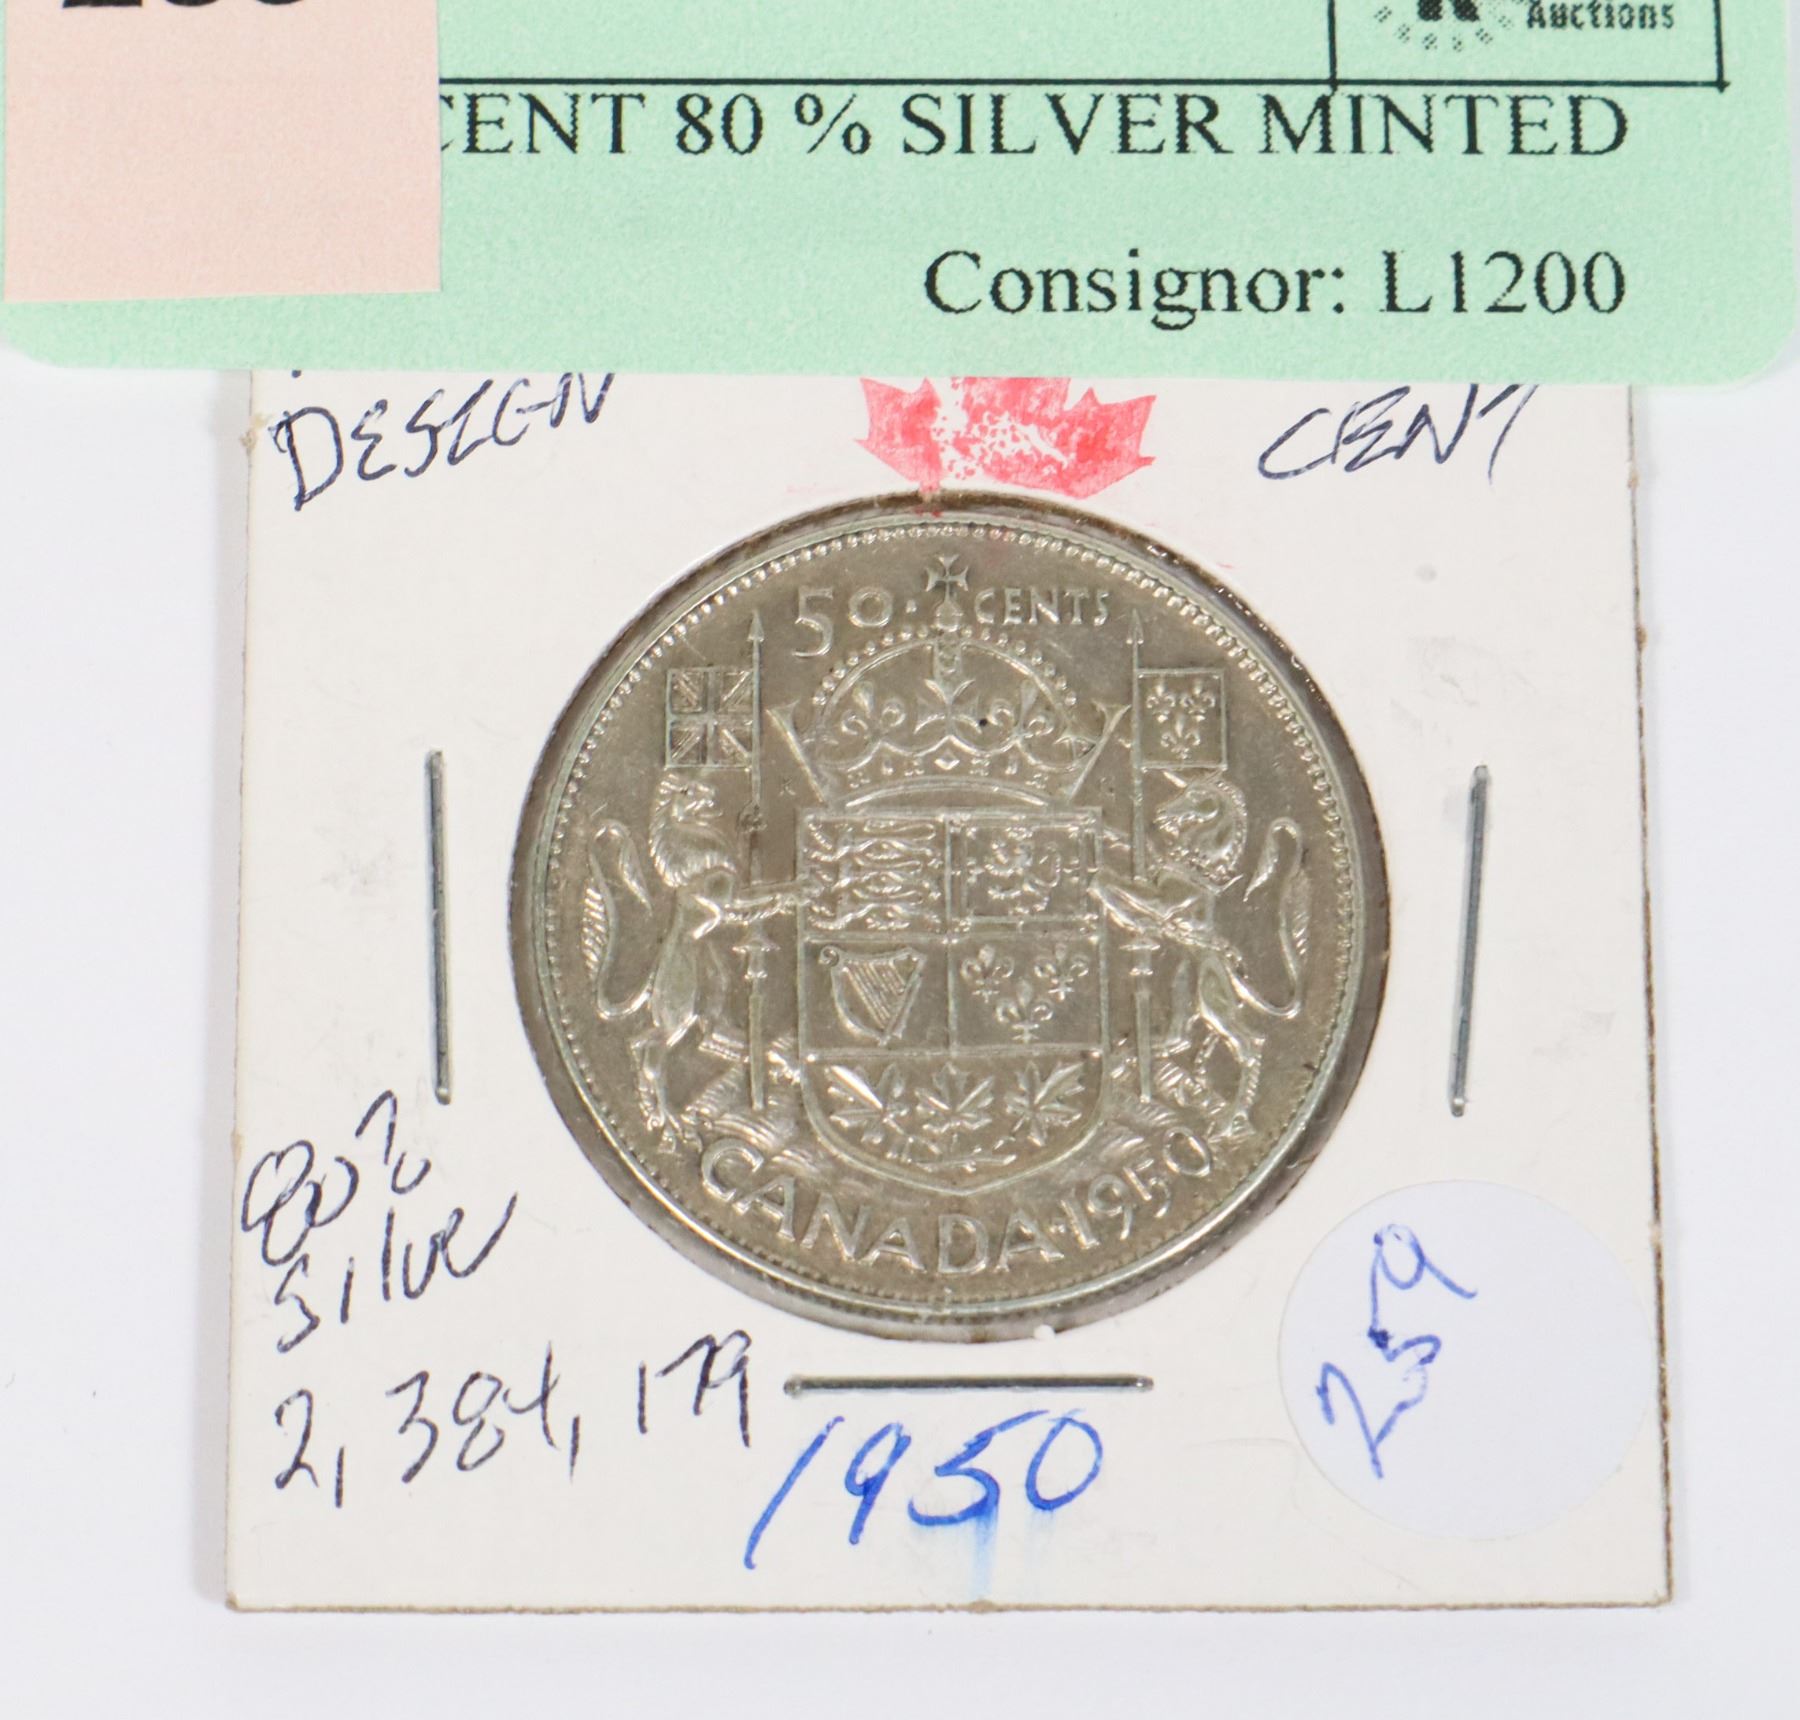 Auctions
CENT 80 % SILVER MINTED
Consignor: L1200
DESIGN
CENT
50 CENTS
CANADA·1950
80%
Silver
2,384,179
1950
259